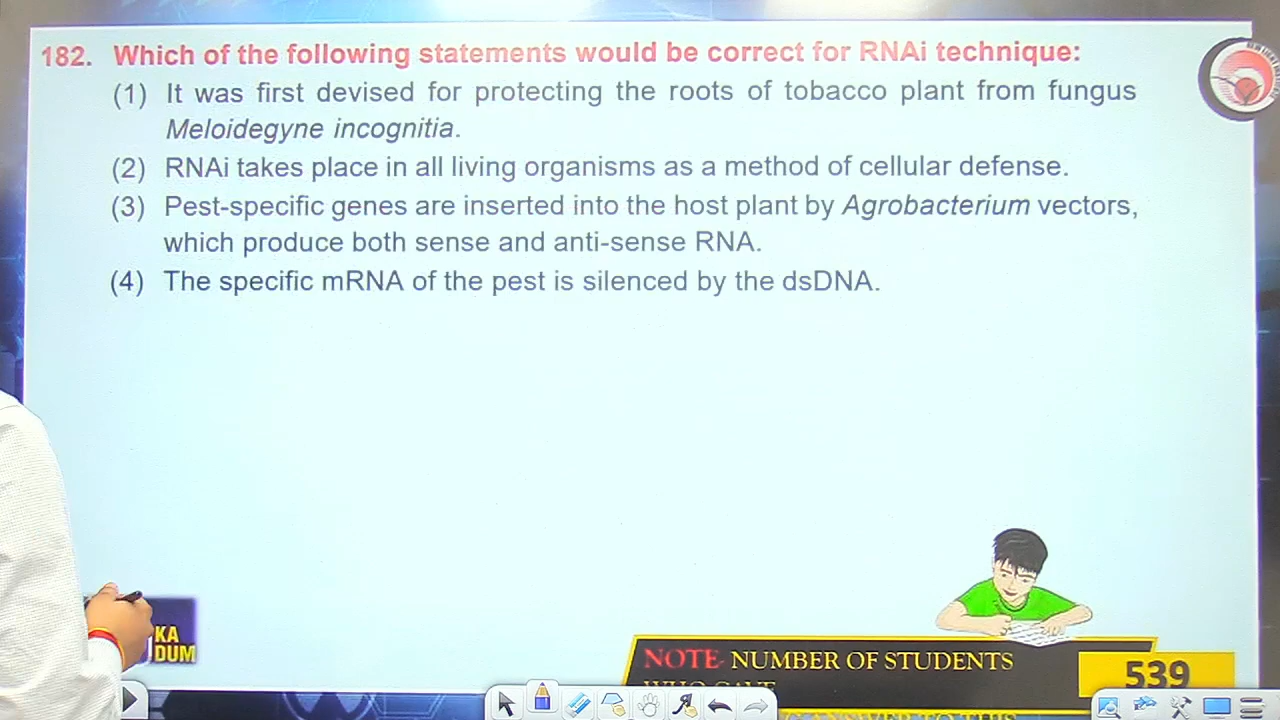 182. Which of the following statements would be correct for RNAi technique:
(1) It was first devised for protecting the roots of tobacco plant from fungus
Meloidegyne incognitia.
(2) RNAi takes place in all living organisms as a method of cellular defense.
(3) Pest-specific genes are inserted into the host plant by Agrobacterium vectors,
which produce both sense and anti-sense RNA.
(4) The specific mRNA of the pest is silenced by the dsDNA.
KA
DUM
NOTE- NUMBER OF STUDENTS
539